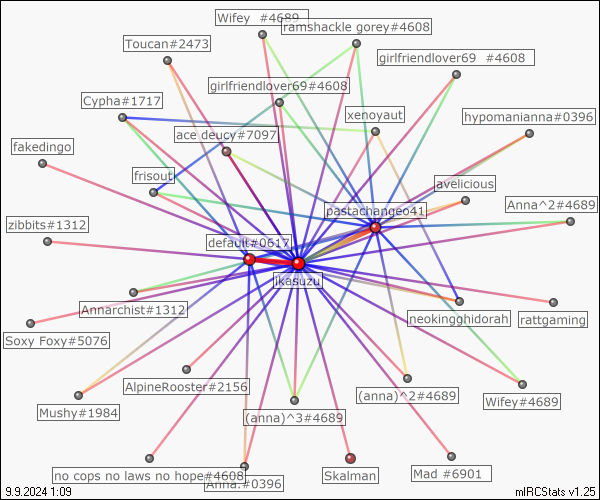 Wifey #4689
ramshackle gorey#4608
Toucan#2473
girlfriendlover69 #4608
girlfriendlover69#4608
Cypha#1717
xenoyaut
hypomanianna#0396
ace deucy#7097
fakedingo
frisout
avelicious
Anna^2#4689
pastachangeo41
zibbits#1312
default#0617
jkasuzu
Annarchist#1312
neokingghidorah
rattgaming
Soxy Foxy#5076
AlpineRooster#2156
(anna)^2#4689
Wifey#4689
Mushy#1984
(anna)^3#4689
no cops no laws no hope#4608
Anna.#0396
Skalman
Mad #6901
9.9.2024 1:09
mIRCStats v1.25